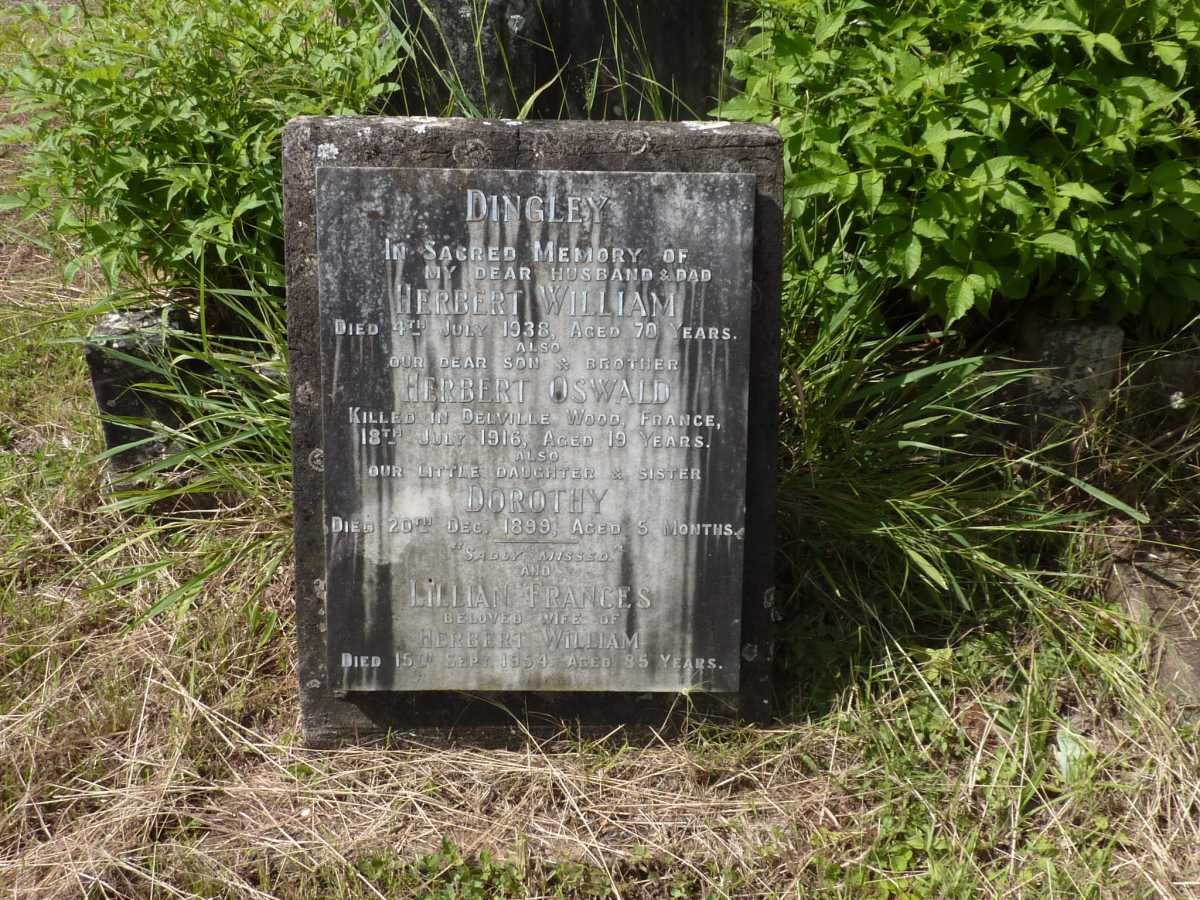 DINGLEY
IN SACRED MEMORY OF
MY DEAR HUSBAND & DAD
HERBERT WILLIAM
DIED 4TH JULY 1938, AGED 70 YEARS.
ALSO
OUR DEAR SON & BROTHER
HERBERT OSWALD
KILLED IN DELVILLE WOOD, FRANCE,
18TH JULY 1916, AGED 19 YEARS.
ALSO
OUR LITTLE DAUGHTER & SISTER
DOROTHY
DIED 20TH DEC. 1899, AGED 5 MONTHS.
"SADLY MISSED."
AND
LILLIAN FRANCES
BELOVED WIFE OF
HERBERT WILLIAM
DIED 15TH SEPT. 1954. AGED 85 YEARS.